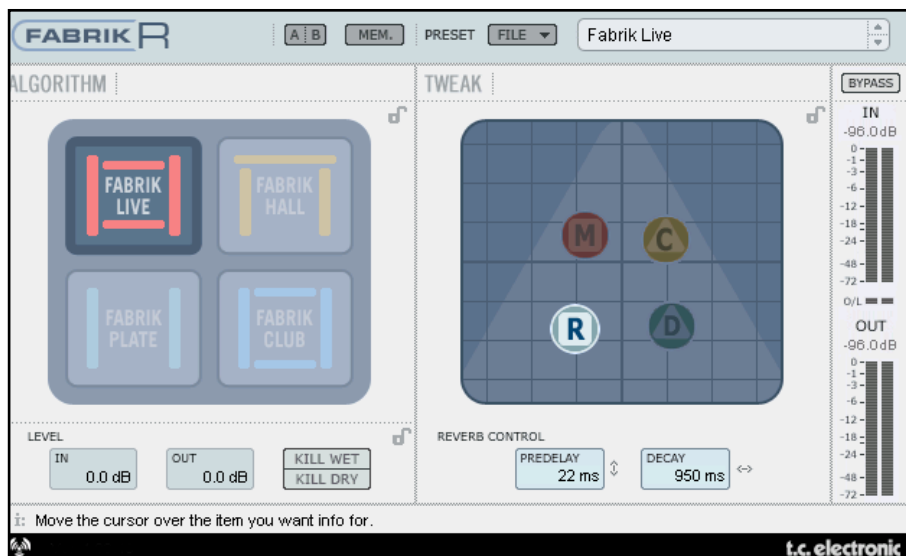 FABRIK R
A B
MEM.
PRESET
FILE
Fabrik Live
ALGORITHM
FABRIK
LIVE
FABRIK
HALL
FABRIK
PLATE
FABRIK
CLUB
LEVEL
IN
0.0 dB
OUT
0.0 dB
KILL WET
KILL DRY
TWEAK
M
C
R
D
REVERB CONTROL
PREDELAY
22 ms
DECAY
950 ms
BYPASS
IN
-96.0dB
0
-1
-3
-6
-12
-18
-24
-48
-72
O/L
OUT
-96.0dB
0
-1
-3
-6
-12
-18
-24
-48
-72
i: Move the cursor over the item you want info for.
t.c. electronic